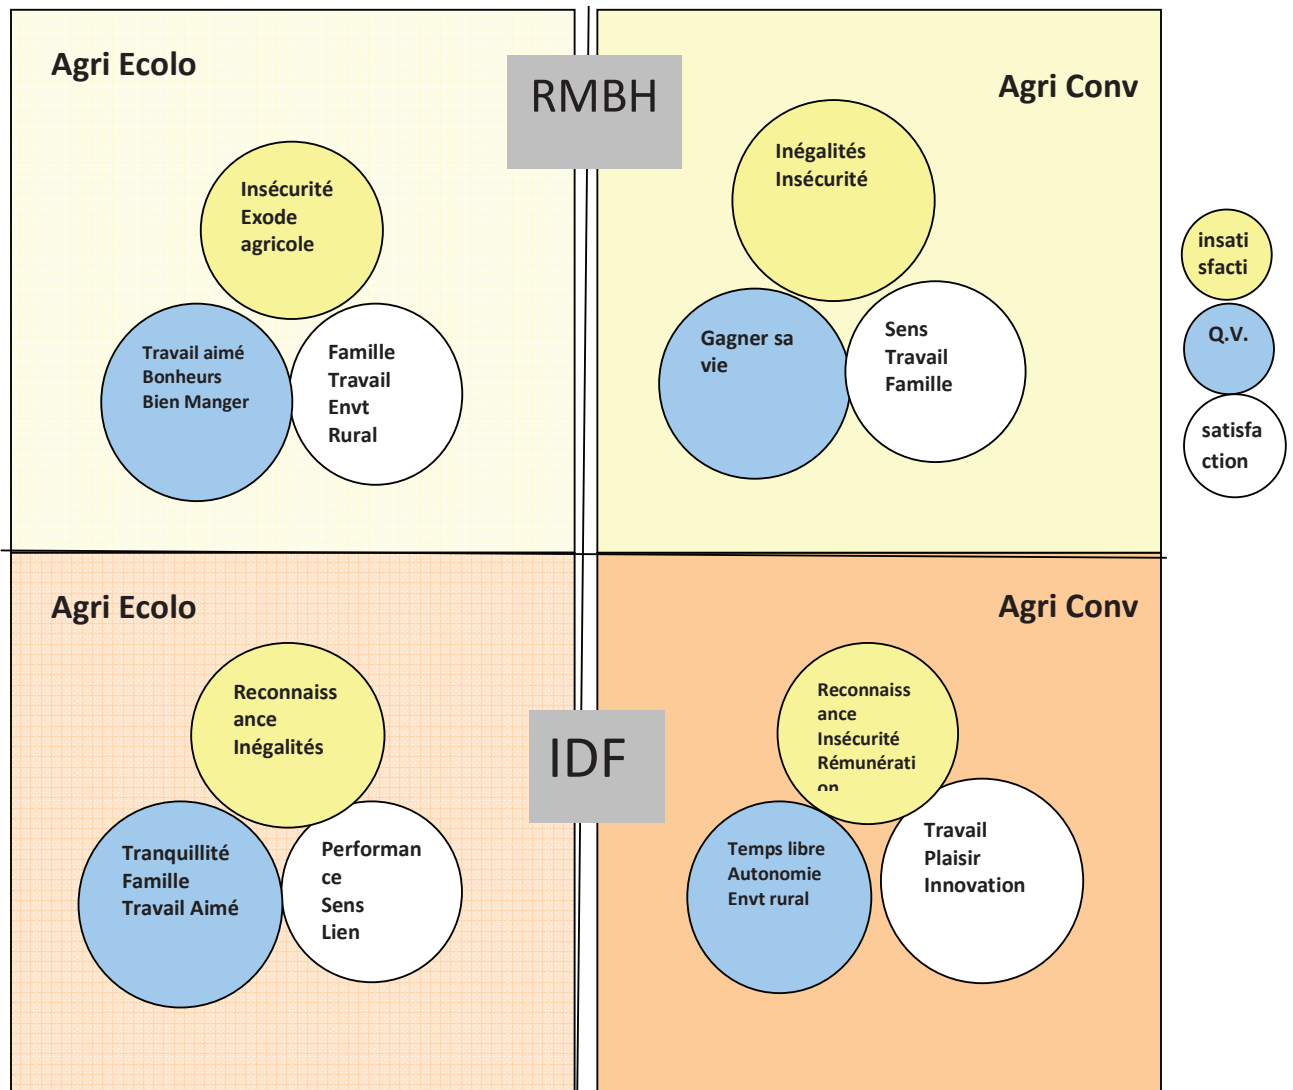 Agri Ecolo
RMBH
Agri Conv
Insécurité
Exode
agricole
Travail aimé
Bonheurs
Bien Manger
Famille
Travail
Envt
Rural
Inégalités
Insécurité
Gagner sa
vie
Sens
Travail
Famille
insati
sfacti
Q.V.
satisfa
ction
Agri Ecolo
IDF
Agri Conv
Reconnaiss
ance
Inégalités
Tranquillité
Famille
Travail Aimé
Performan
ce
Sens
Lien
Reconnaiss
ance
Insécurité
Rémunérati
on
Temps libre
Autonomie
Envt rural
Travail
Plaisir
Innovation